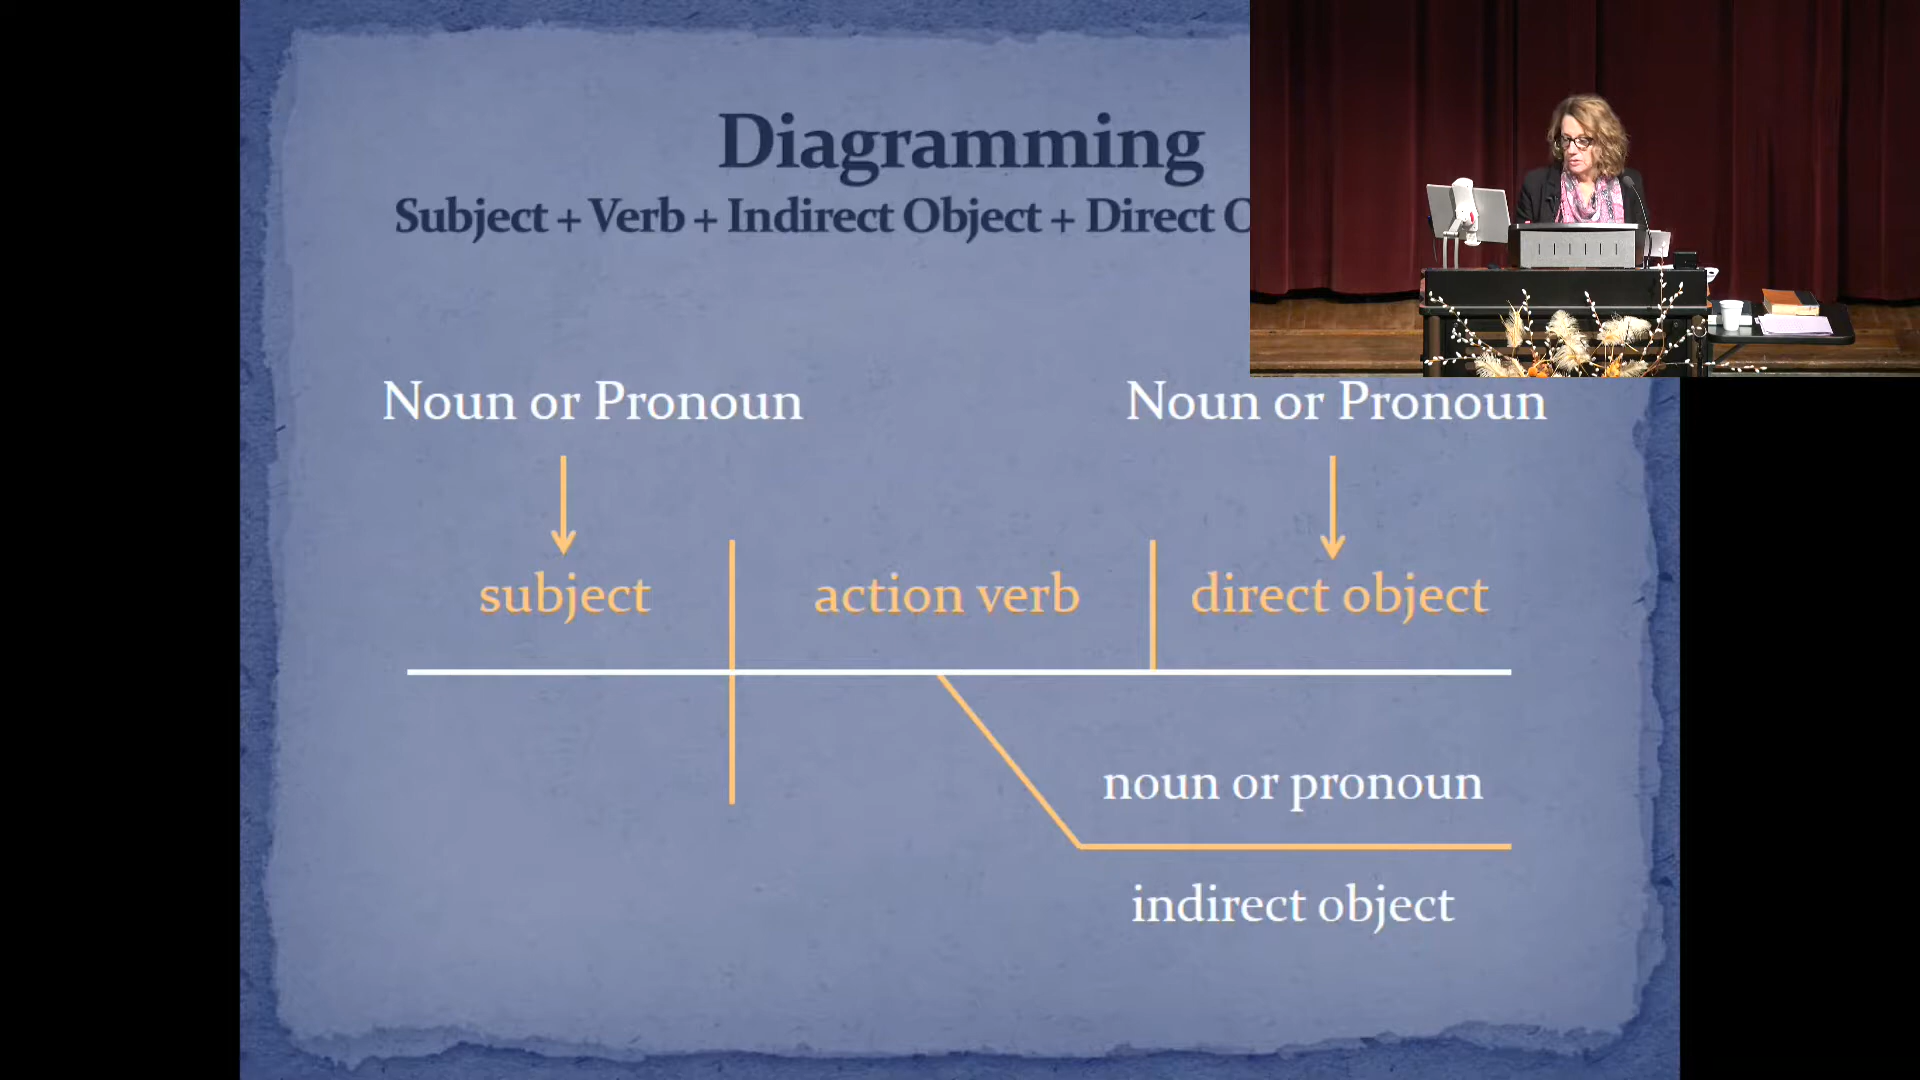 Diagramming
Subject + Verb + Indirect Object + Direct
Noun or Pronoun
Noun or Pronoun
subject
action verb
direct object
noun or pronoun
indirect object